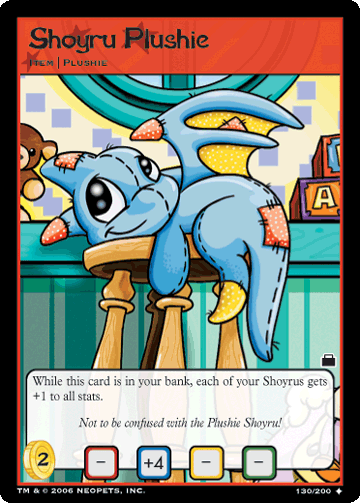 Shoyru Plushie
Item | Plushie
A
While this card is in your bank, each of your Shoyrus gets
+1 to all stats.
Not to be confused with the Plushie Shoyru!
2
– +4 – –
TM & © 2006 NEOPETS, INC. 130/200 ♦